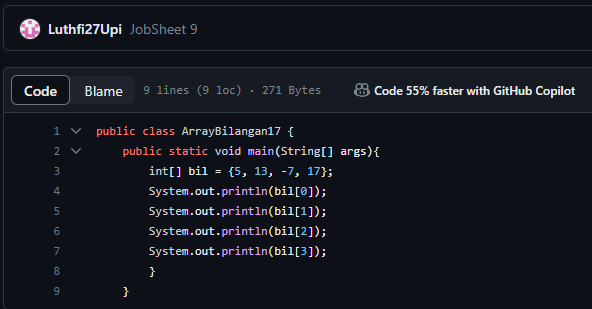 Luthfi27Upi JobSheet 9
Code Blame 9 lines (9 loc) · 271 Bytes Code 55% faster with GitHub Copilot
1 public class ArrayBilangan17 {
2     public static void main(String[] args){
3         int[] bil = {5, 13, -7, 17};
4         System.out.println(bil[0]);
5         System.out.println(bil[1]);
6         System.out.println(bil[2]);
7         System.out.println(bil[3]);
8         }
9     }